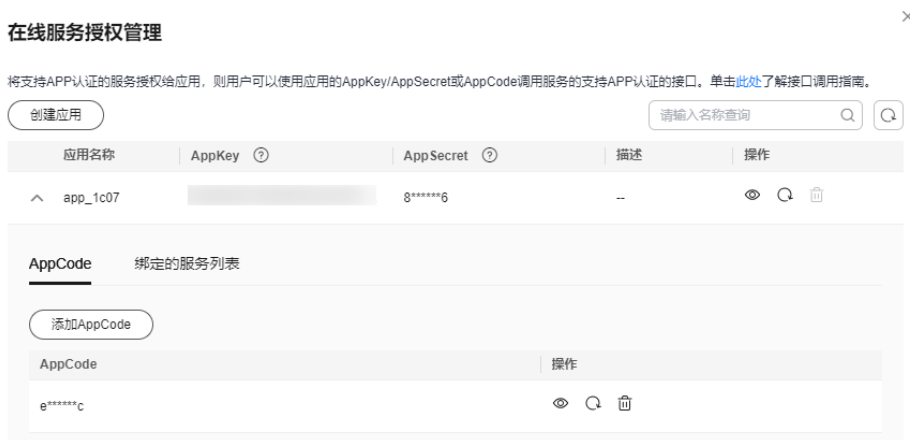 在线服务授权管理
将支持APP认证的服务授权给应用，则用户可以使用应用的AppKey/AppSecret或AppCode调用服务的支持APP认证的接口。单击此处了解接口调用指南。
创建应用 请输入名称查询
应用名称 AppKey AppSecret 描述 操作
app_1c07 8******6 --
AppCode 绑定的服务列表
添加AppCode
AppCode 操作
e******c